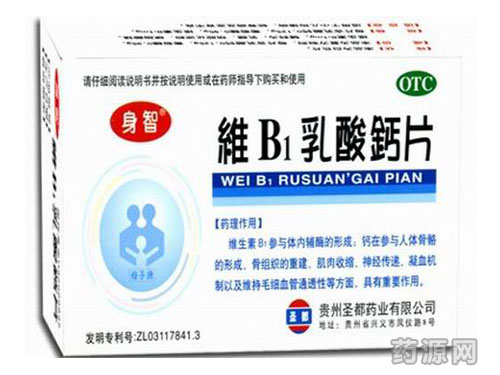 请仔细阅读说明书并按说明使用或在药师指导下购买和使用
OTC
身智®
維B1乳酸鈣片
WEI B1 RUSUAN'GAI PIAN
【药理作用】
维生素B1参与体内辅酶的形成;钙在参与人体骨骼
的形成、骨组织的重建、肌肉收缩、神经传递、凝血机
制以及维持毛细血管通透性等方面,具有重要作用。
母子康
圣都
贵州圣都药业有限公司
地址:贵州省兴义市凤仪路8号
发明专利号:ZL03117841.3
药源网